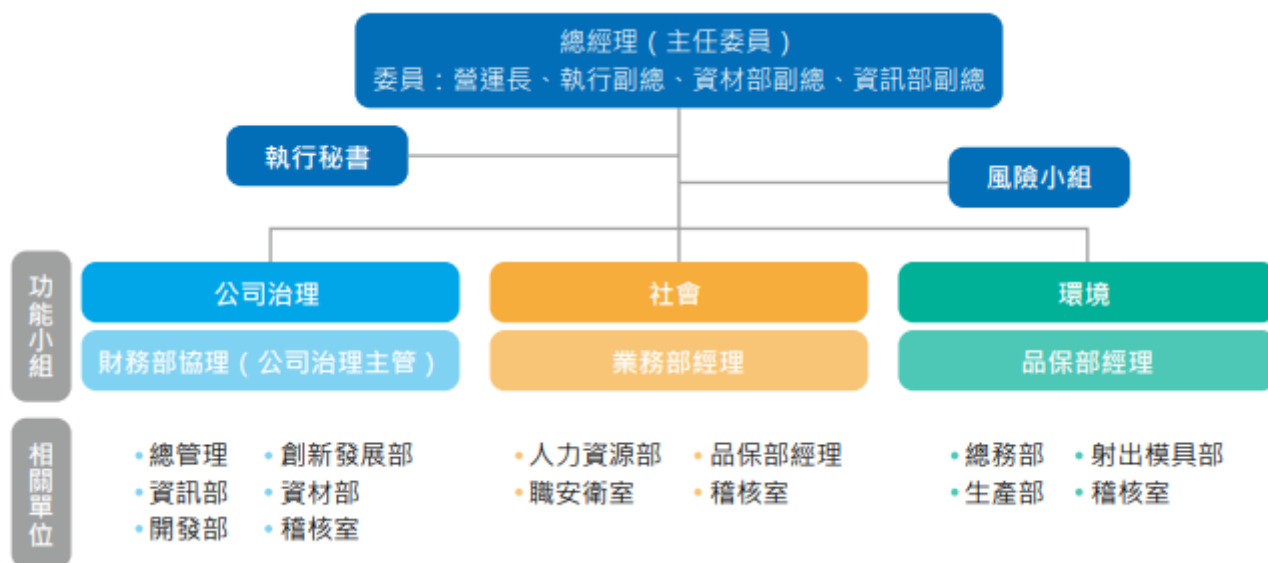 總經理（主任委員）
委員：營運長、執行副總、資材部副總、資訊部副總
執行秘書
風險小組
功能小組
公司治理
社會
環境
財務部協理（公司治理主管）
業務部經理
品保部經理
相關單位
•總管理 •創新發展部
•資訊部 •資材部
•開發部 •稽核室
•人力資源部 •品保部經理
•職安衛室 •稽核室
•總務部 •射出模具部
•生產部 •稽核室